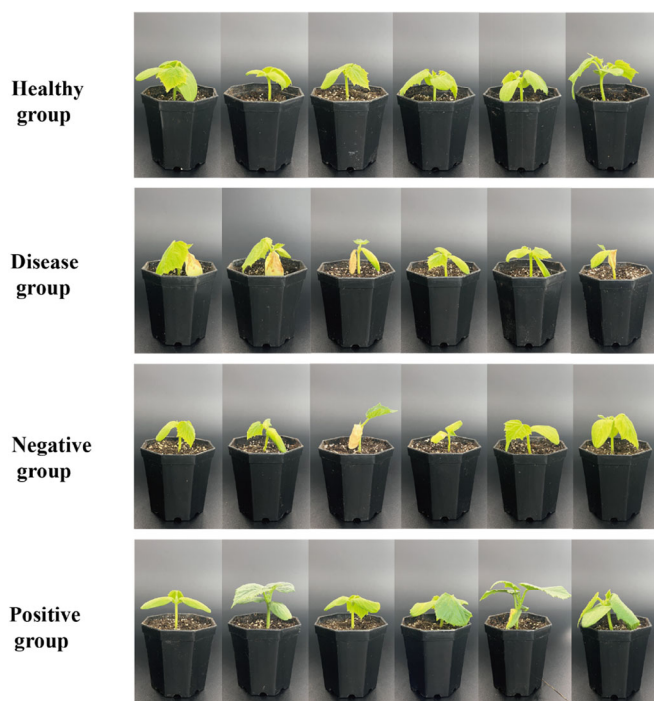 Healthy
group
Disease
group
Negative
group
Positive
group